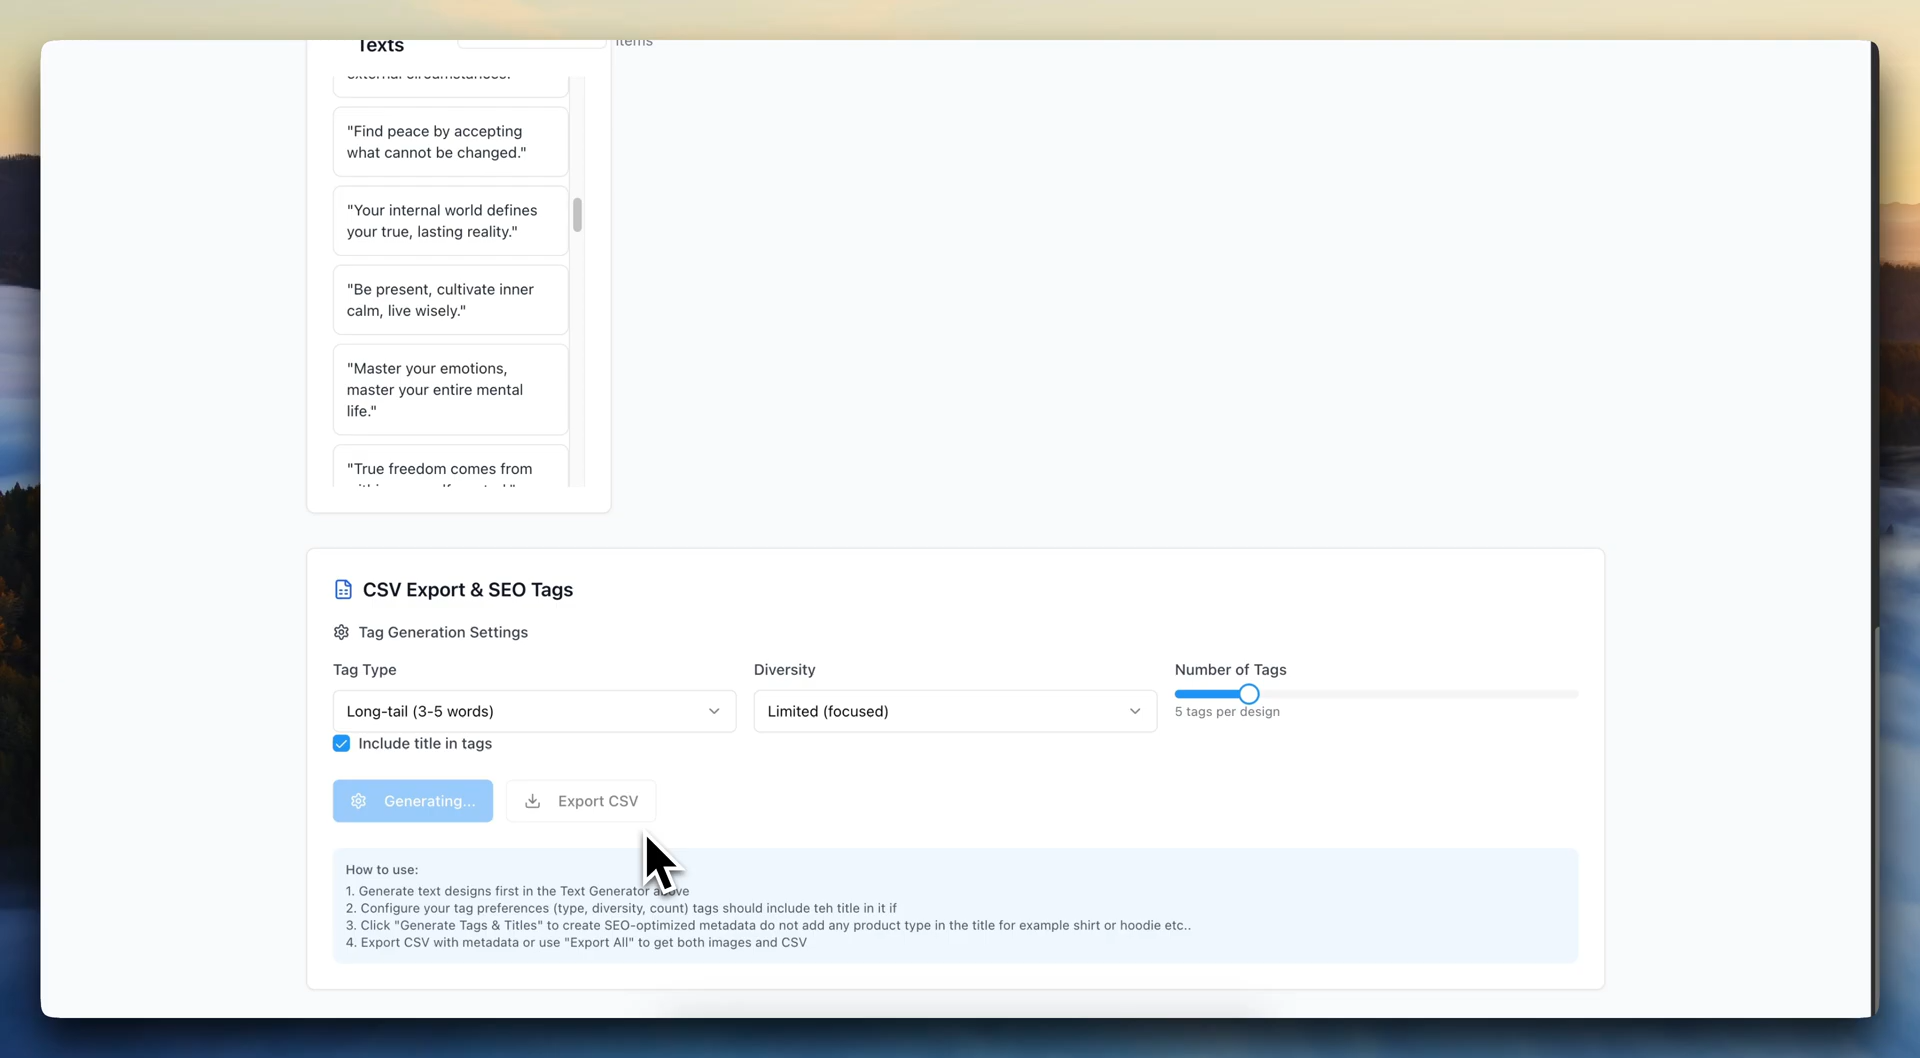 Texts
items
external circumstances.
"Find peace by accepting
what cannot be changed."
"Your internal world defines
your true, lasting reality."
"Be present, cultivate inner
calm, live wisely."
"Master your emotions,
master your entire mental
life."
"True freedom comes from
CSV Export & SEO Tags
Tag Generation Settings
Tag Type
Diversity
Number of Tags
Long-tail (3-5 words)
Limited (focused)
5 tags per design
Include title in tags
Generating...
Export CSV
How to use:
1. Generate text designs first in the Text Generator above
2. Configure your tag preferences (type, diversity, count) tags should include teh title in it if
3. Click "Generate Tags & Titles" to create SEO-optimized metadata do not add any product type in the title for example shirt or hoodie etc..
4. Export CSV with metadata or use "Export All" to get both images and CSV